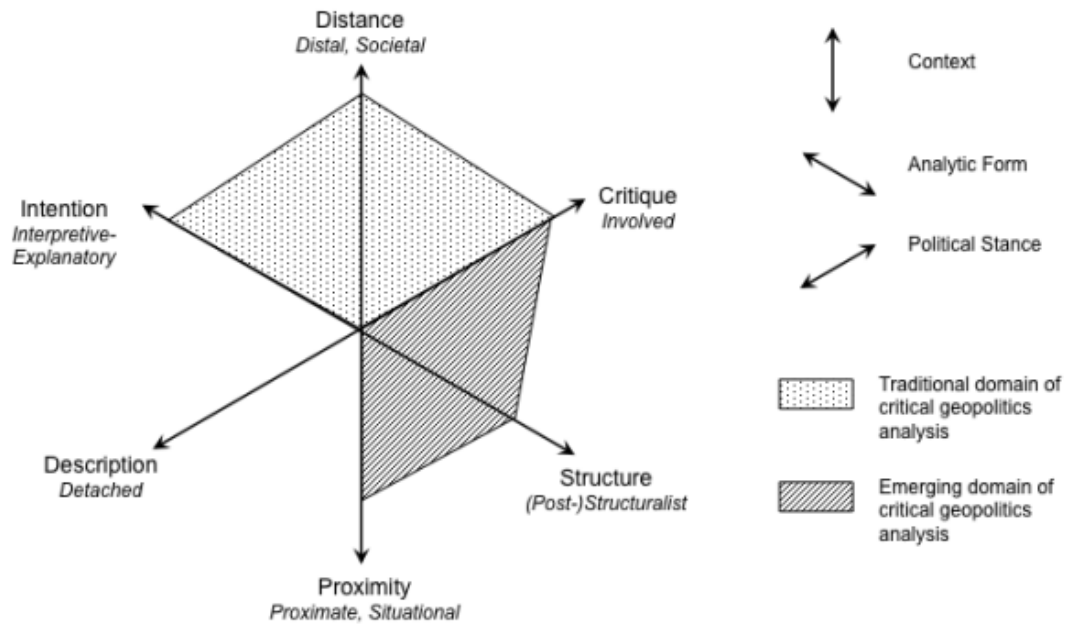 Distance
Distal, Societal
Context
Analytic Form
Critique
Involved
Intention
Interpretive-
Explanatory
Political Stance
Traditional domain of
critical geopolitics
analysis
Description
Detached
Structure
(Post-)Structuralist
Emerging domain of
critical geopolitics
analysis
Proximity
Proximate, Situational